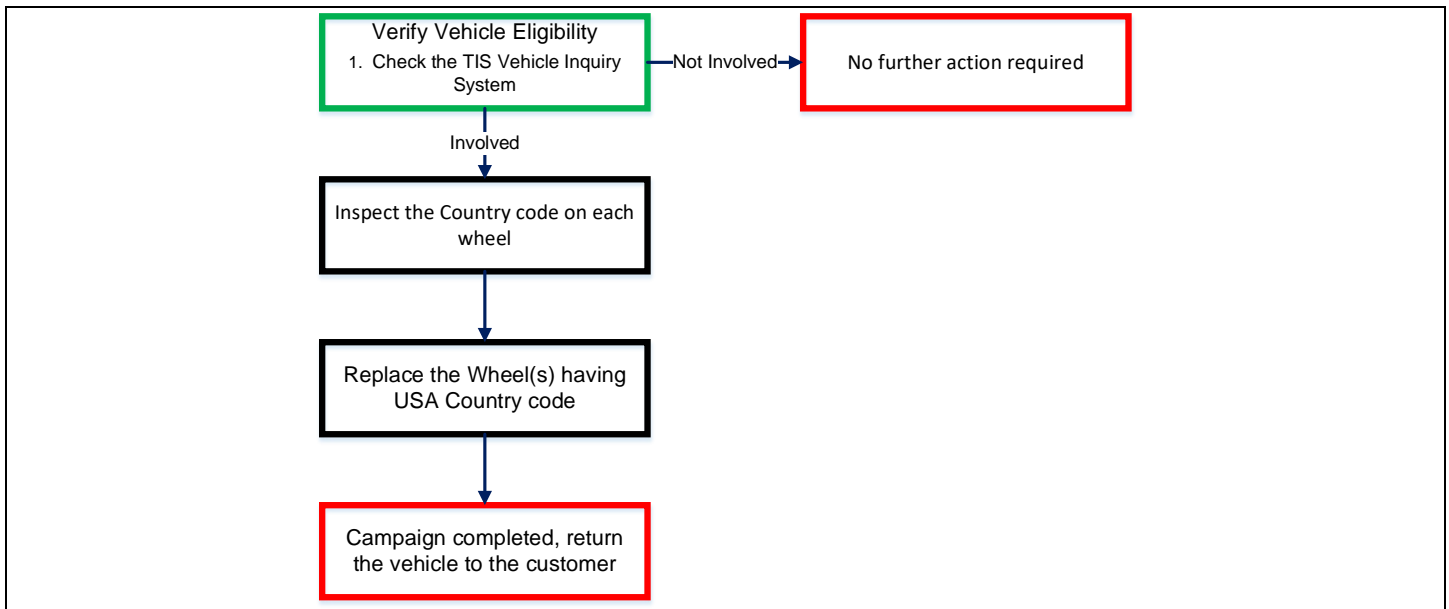 Verify Vehicle Eligibility
1. Check the TIS Vehicle Inquiry
System
Not Involved
No further action required
Involved
Inspect the Country code on each
wheel
Replace the Wheel(s) having
USA Country code
Campaign completed, return
the vehicle to the customer